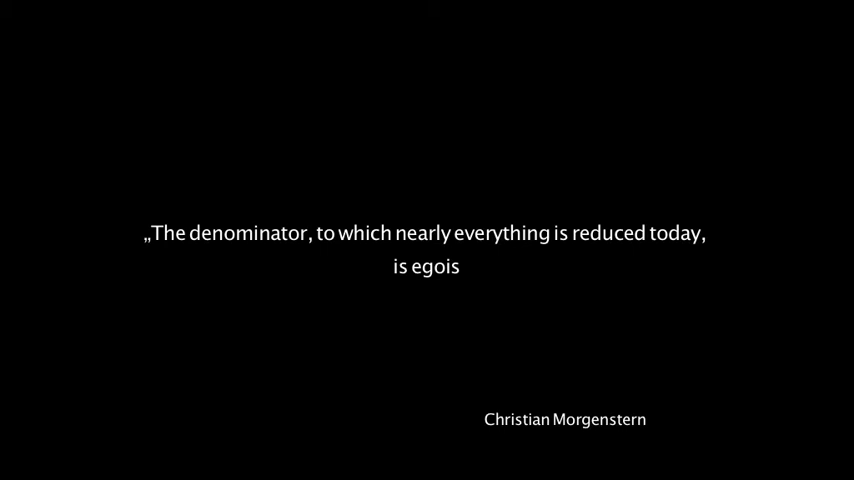 „The denominator, to which nearly everything is reduced today,
is egois
Christian Morgenstern